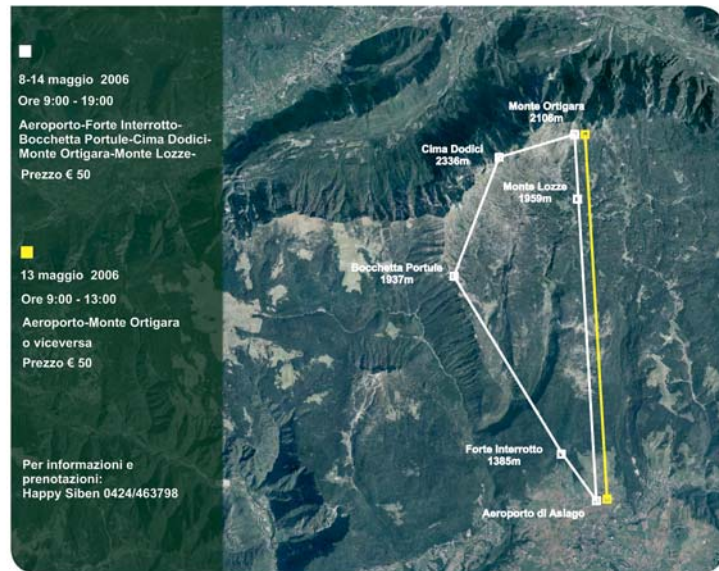 8-14 maggio 2006
Ore 9:00 - 19:00
Aeroporto-Forte Interrotto-
Bocchetta Portule-Cima Dodici-
Monte Ortigara-Monte Lozze-
Prezzo € 50
13 maggio 2006
Ore 9:00 - 13:00
Aeroporto-Monte Ortigara
o viceversa
Prezzo € 50
Per informazioni e
prenotazioni:
Happy Siben 0424/463798
Monte Ortigara
2106m
Cima Dodici
2336m
Monte Lozze
1959m
Bocchetta Portule
1937m
Forte Interrotto
1385m
Aeroporto di Asiago